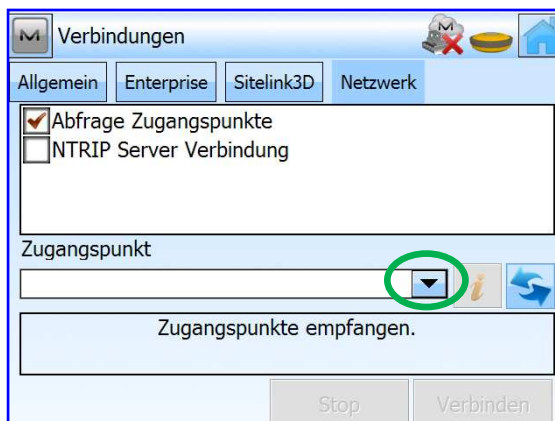 Verbindungen
Allgemein Enterprise Sitelink3D Netzwerk
Abfrage Zugangspunkte
NTRIP Server Verbindung
Zugangspunkt
i
Zugangspunkte empfangen.
Stop Verbinden